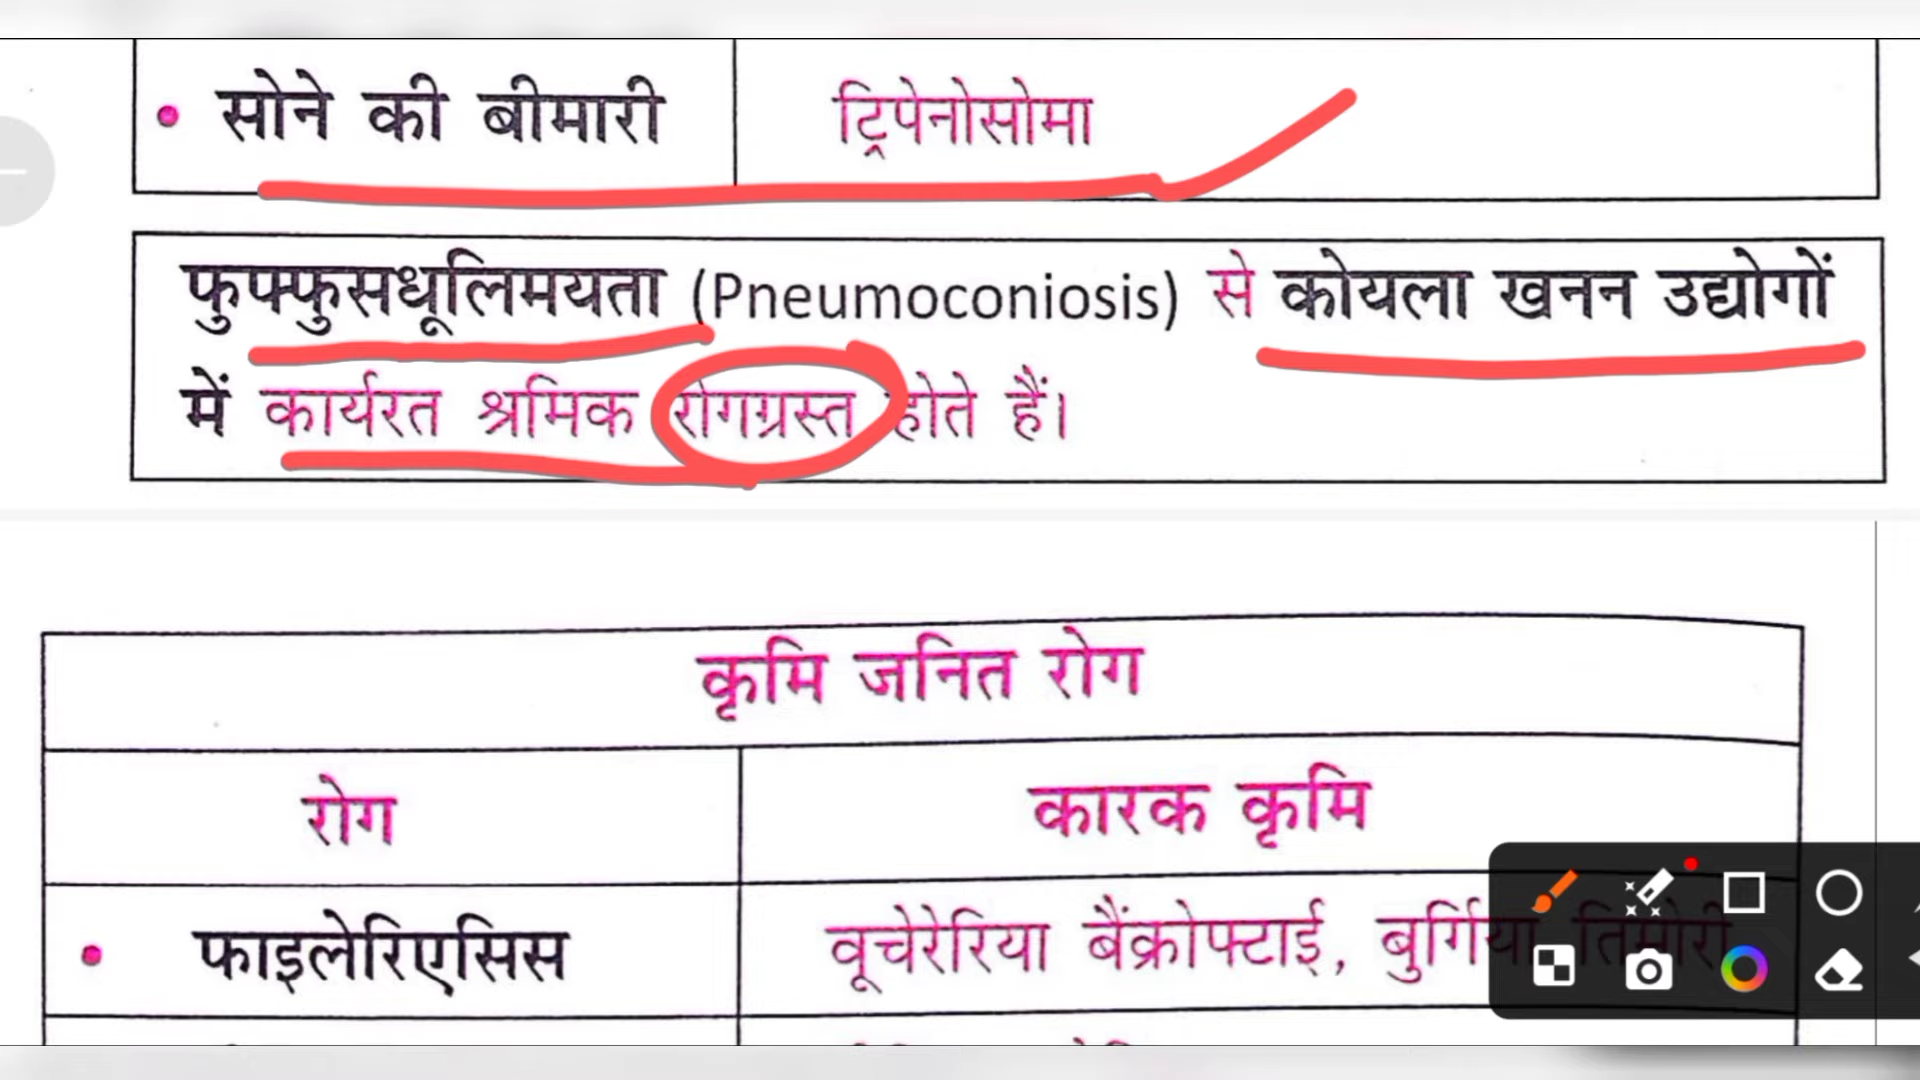 • सोने की बीमारी
ट्रिपेनोसोमा
फुफ्फुसधूलिमयता (Pneumoconiosis) से कोयला खनन उद्योगों
में कार्यरत श्रमिक रोगग्रस्त होते हैं।
कृमि जनित रोग
रोग
कारक कृमि
• फाइलेरिएसिस
वूचेरेरिया बैंक्रोफ्टाई, बुर्गिया तिमोरी